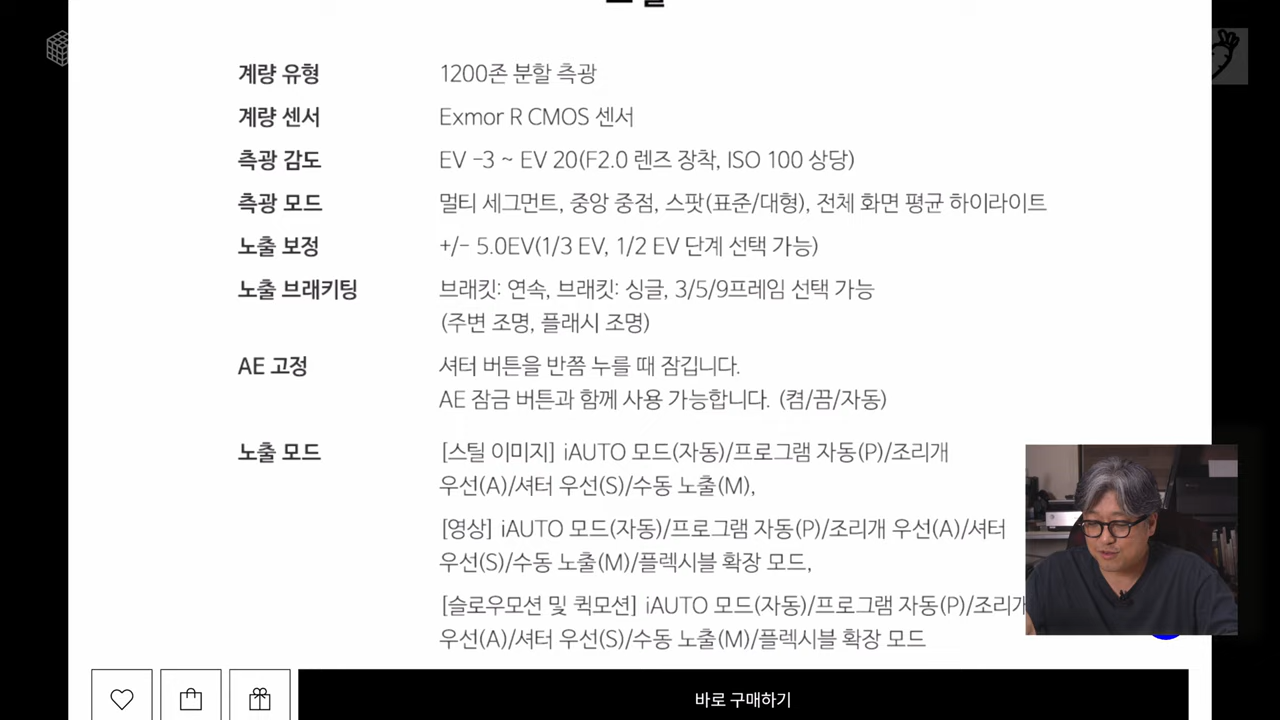 계량 유형 1200존 분할 측광
계량 센서 Exmor R CMOS 센서
측광 감도 EV -3 ~ EV 20(F2.0 렌즈 장착, ISO 100 상당)
측광 모드 멀티 세그먼트, 중앙 중점, 스팟(표준/대형), 전체 화면 평균 하이라이트
노출 보정 +/- 5.0EV(1/3 EV, 1/2 EV 단계 선택 가능)
노출 브래키팅 브래킷: 연속, 브래킷: 싱글, 3/5/9프레임 선택 가능
(주변 조명, 플래시 조명)
AE 고정 셔터 버튼을 반쯤 누를 때 잠깁니다.
AE 잠금 버튼과 함께 사용 가능합니다. (켬/끔/자동)
노출 모드 [스틸 이미지] iAUTO 모드(자동)/프로그램 자동(P)/조리개
우선(A)/셔터 우선(S)/수동 노출(M),
[영상] iAUTO 모드(자동)/프로그램 자동(P)/조리개 우선(A)/셔터
우선(S)/수동 노출(M)/플렉시블 확장 모드,
[슬로우모션 및 퀵모션] iAUTO 모드(자동)/프로그램 자동(P)/조리개
우선(A)/셔터 우선(S)/수동 노출(M)/플렉시블 확장 모드
바로 구매하기